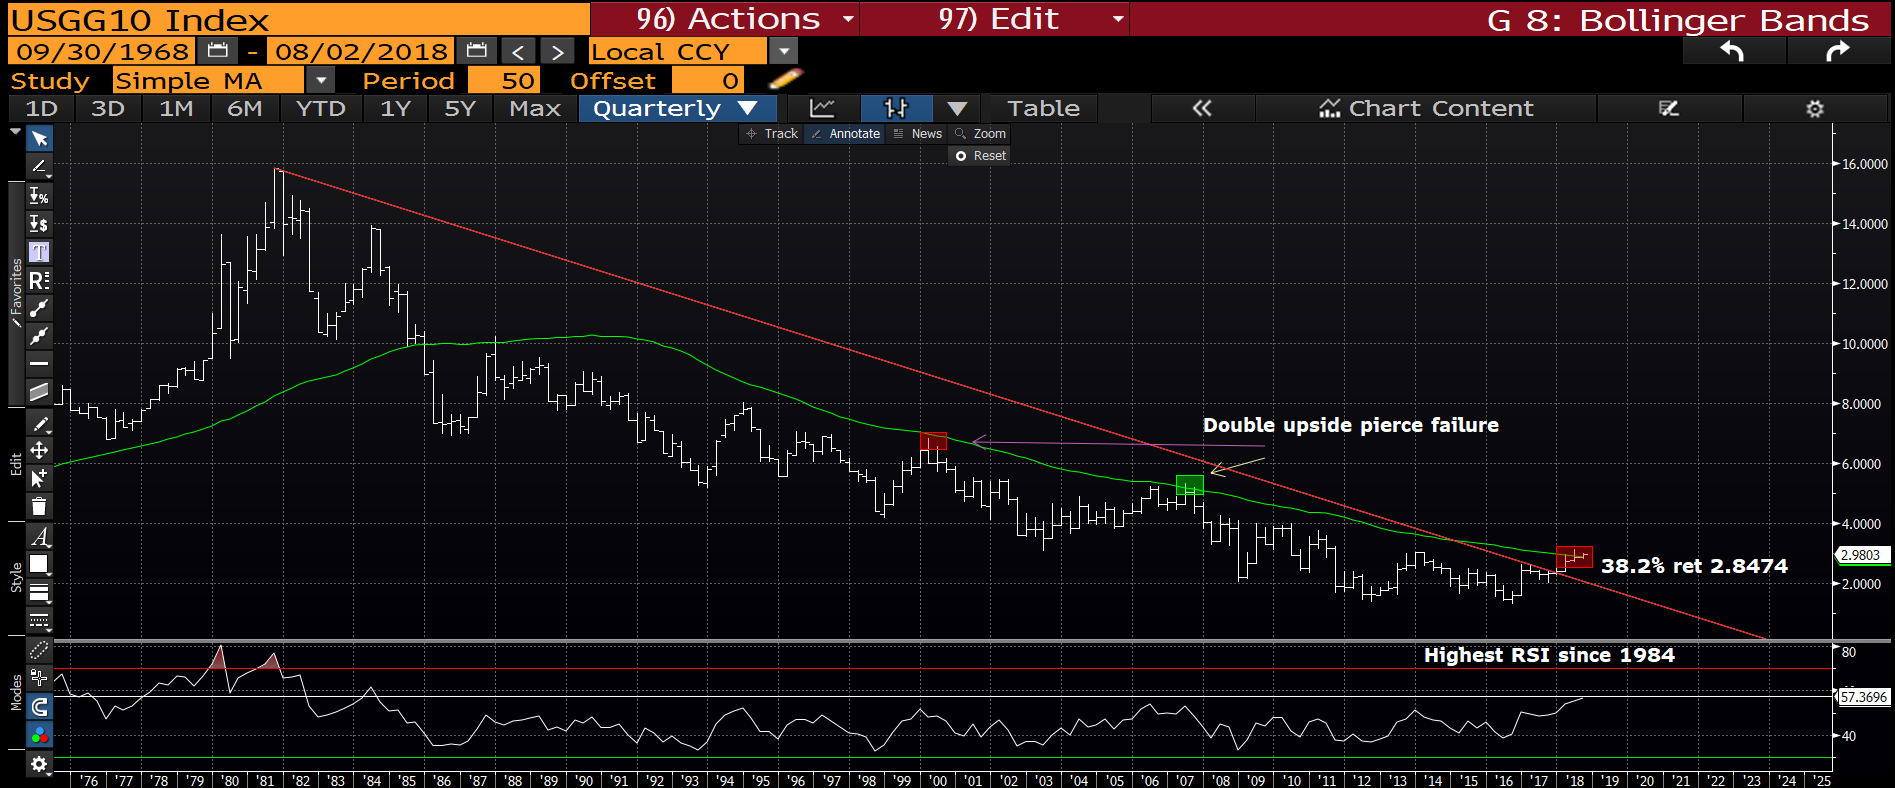 USGG10 Index 96) Actions 97) Edit G 8: Bollinger Bands
09/30/1968 - 08/02/2018 < > Local CCY
Study Simple MA Period 50 Offset 0
1D 3D 1M 6M YTD 1Y 5Y Max Quarterly ▼ Table « Chart Content
Track Annotate News Zoom
Reset
16.0000
14.0000
12.0000
10.0000
8.0000
6.0000
4.0000
2.9803
2.0000
Favorites
Edit
Style
Modes
T
R
A
Double upside pierce failure
38.2% ret 2.8474
Highest RSI since 1984
80
57.3696
40
'76 '77 '78 '79 '80 '81 '82 '83 '84 '85 '86 '87 '88 '89 '90 '91 '92 '93 '94 '95 '96 '97 '98 '99 '00 '01 '02 '03 '04 '05 '06 '07 '08 '09 '10 '11 '12 '13 '14 '15 '16 '17 '18 '19 '20 '21 '22 '23 '24 '25